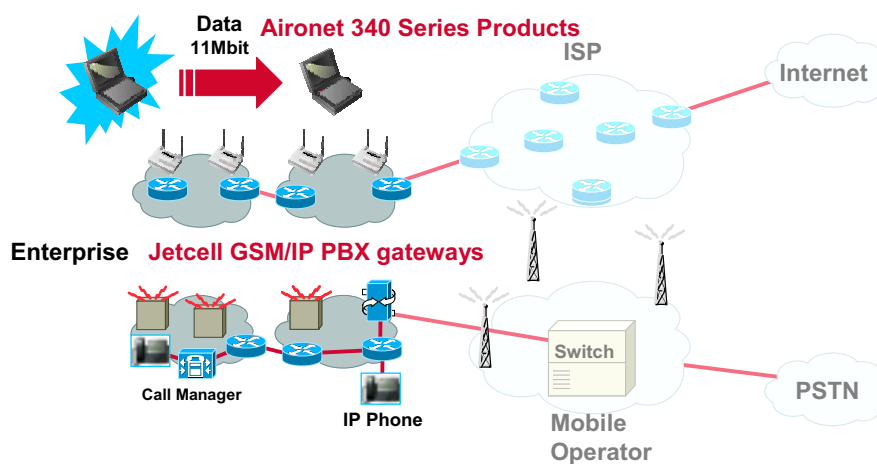 Data
11Mbit
Aironet 340 Series Products
ISP
Internet
Enterprise
Jetcell GSM/IP PBX gateways
Switch
Call Manager
IP Phone
Mobile
Operator
PSTN